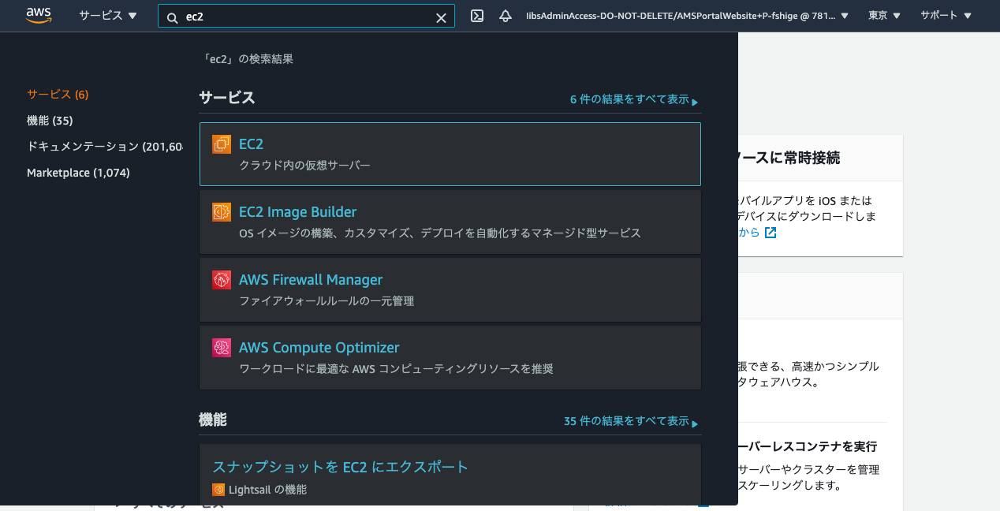 aws
サービス ▼
ec2
IibsAdminAccess-DO-NOT-DELETE/AMSPortalWebsite+P-fshige @ 781... ▼
東京 ▼
サポート ▼
「ec2」の検索結果
サービス (6)
機能 (35)
ドキュメンテーション (201,60
Marketplace (1,074)
サービス
6 件の結果をすべて表示
EC2
クラウド内の仮想サーバー
EC2 Image Builder
OS イメージの構築、カスタマイズ、デプロイを自動化するマネージド型サービス
AWS Firewall Manager
ファイアウォールルールの一元管理
AWS Compute Optimizer
ワークロードに最適な AWS コンピューティングリソースを推奨
機能
35 件の結果をすべて表示
スナップショットを EC2 にエクスポート
Lightsail の機能
ソースに常時接続
バイルアプリを iOS または
デバイスにダウンロードしま
から
張できる、高速かつシンプル
タウェアハウス。
ーバーレスコンテナを実行
サーバーやクラスターを管理
スケーリングします。
すべてのサービス